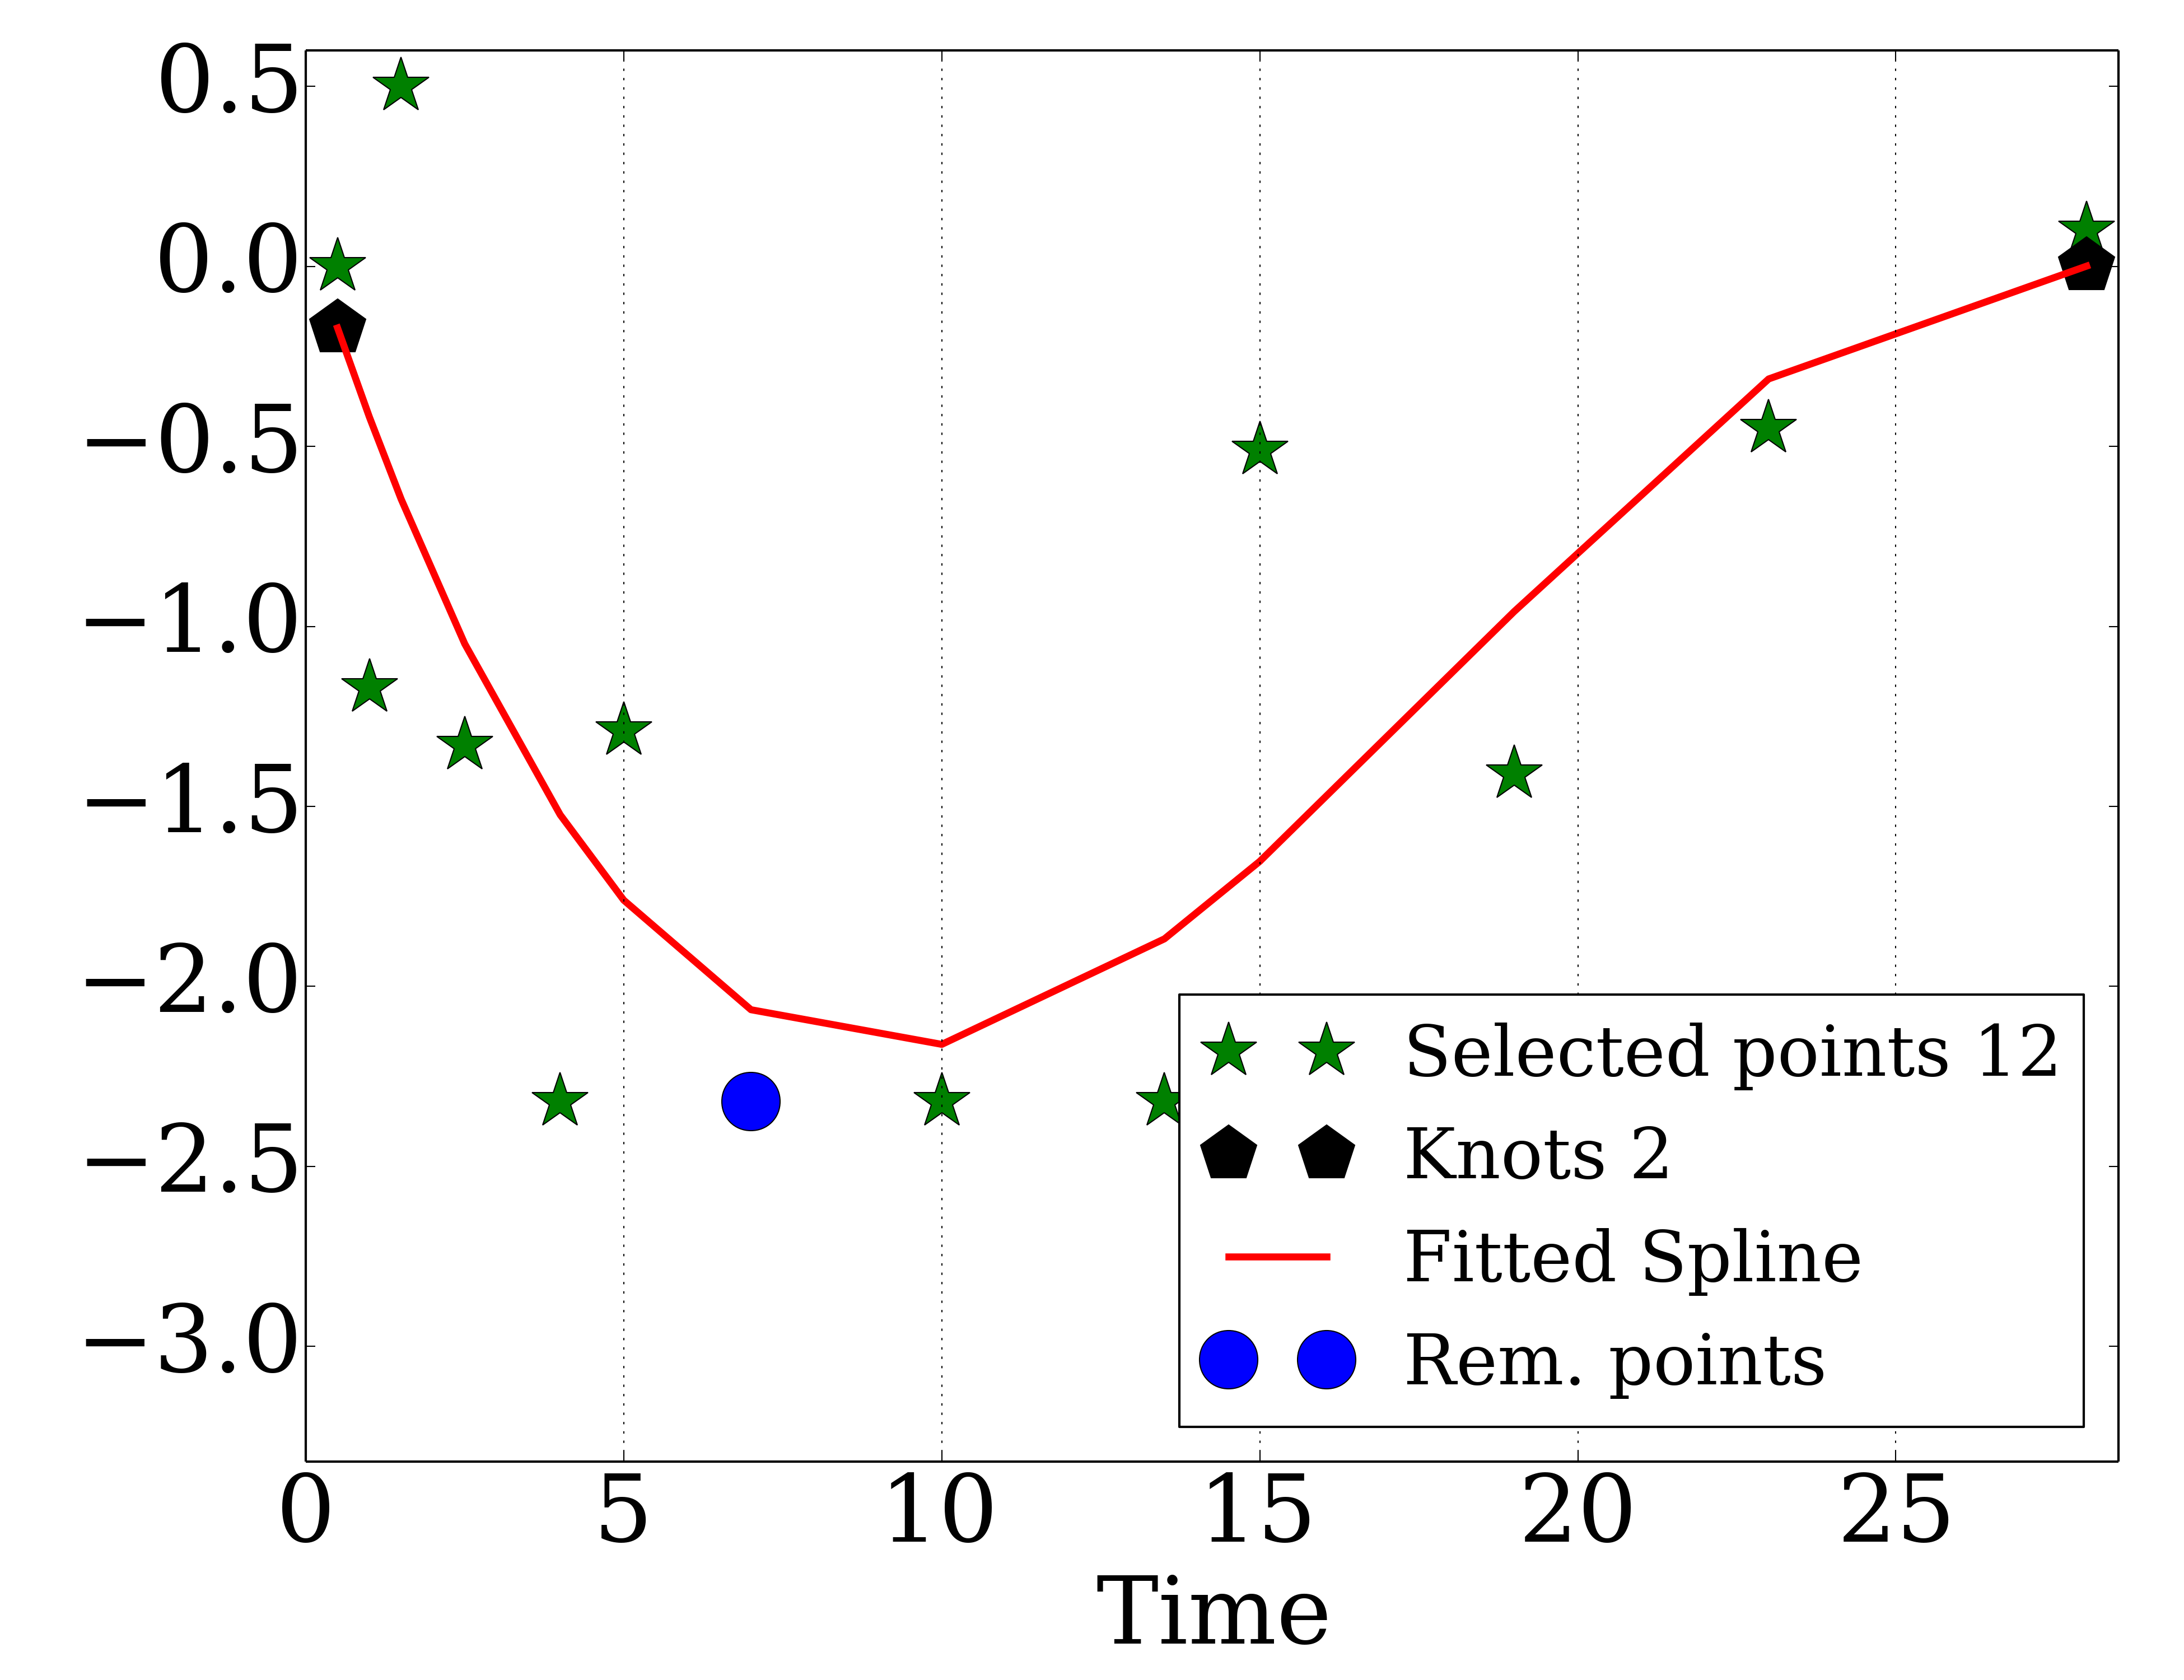 0.5
0.0
−0.5
−1.0
−1.5
−2.0
−2.5
−3.0
Selected points 12
Knots 2
Fitted Spline
Rem. points
0 5 10 15 20 25
Time